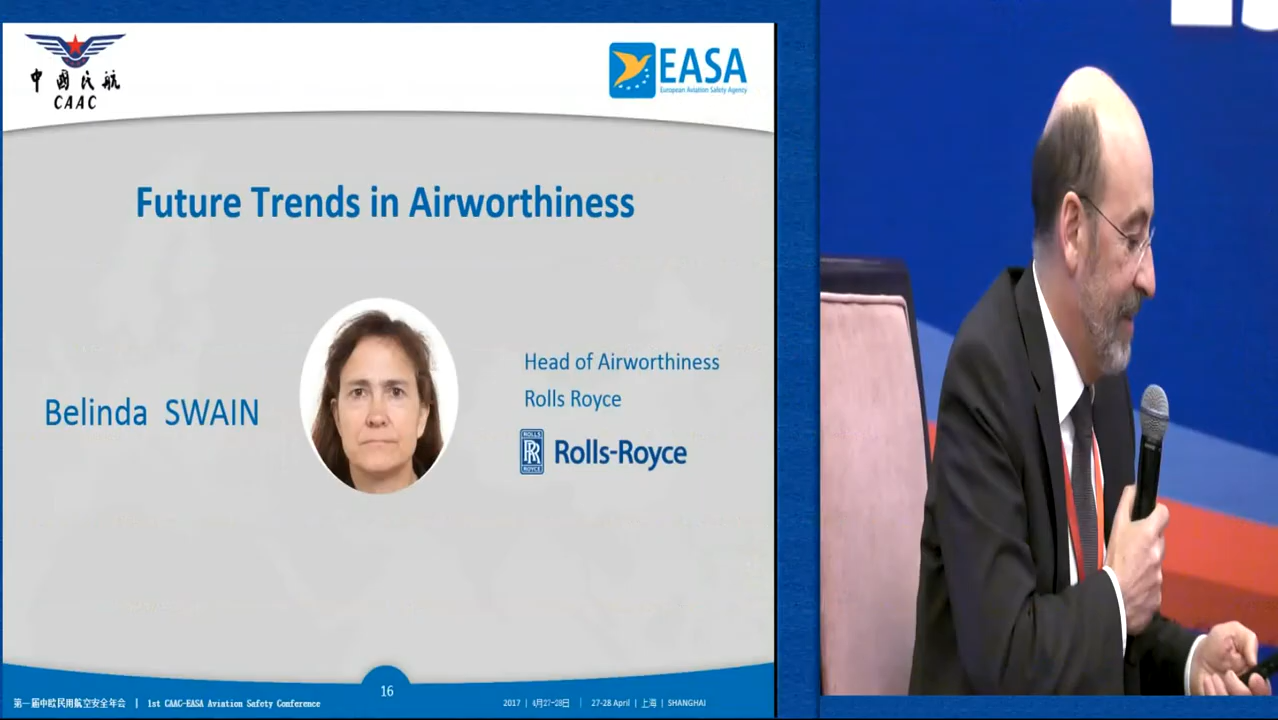 中國民航
CAAC
EASA
European Aviation Safety Agency
Future Trends in Airworthiness
Belinda SWAIN
Head of Airworthiness
Rolls Royce
ROLLS
RR
ROYCE
Rolls-Royce
16
第一届中欧民用航空安全年会 | 1st CAAC-EASA Aviation Safety Conference
2017 | 4月27-28日 | 27-28 April | 上海 | SHANGHAI